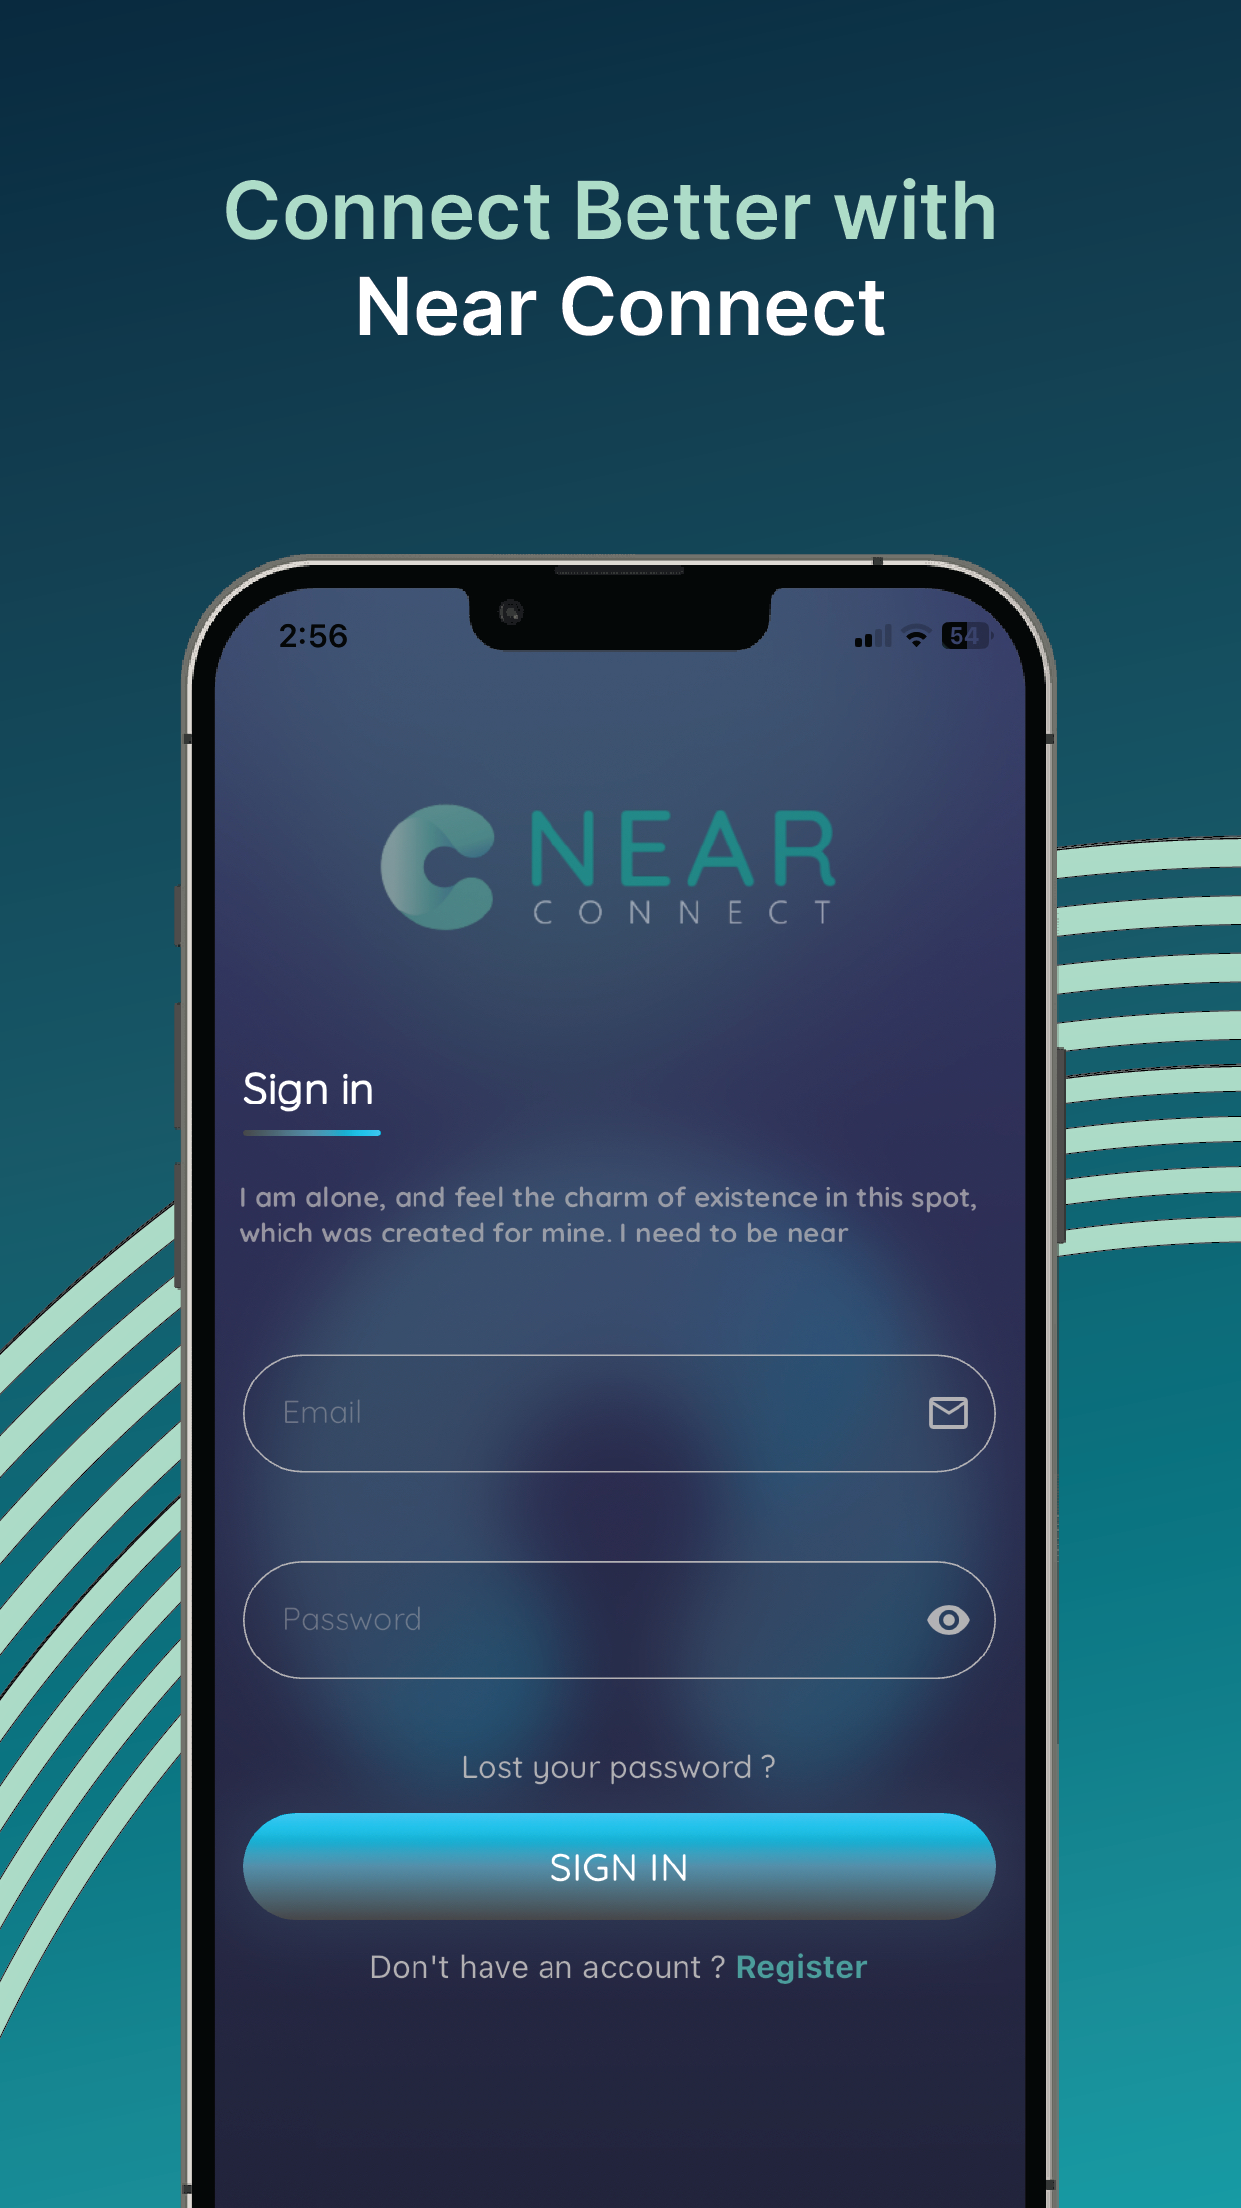 Connect Better with
Near Connect
2:56
54
NEAR
CONNECT
Sign in
I am alone, and feel the charm of existence in this spot,
which was created for mine. I need to be near
Email
Password
Lost your password ?
SIGN IN
Don't have an account ? Register